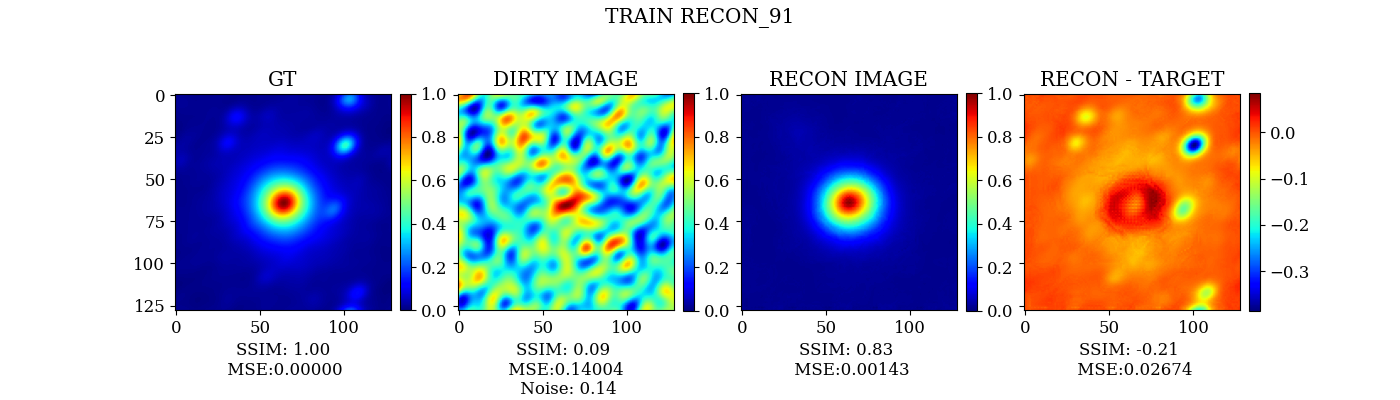 TRAIN RECON_91
GT
DIRTY IMAGE
RECON IMAGE
RECON - TARGET
0
25
50
75
100
125
0 50 100
1.0
0.8
0.6
0.4
0.2
0.0
0 50 100
1.0
0.8
0.6
0.4
0.2
0.0
0 50 100
1.0
0.8
0.6
0.4
0.2
0.0
0 50 100
0.0
−0.1
−0.2
−0.3
SSIM: 1.00
MSE:0.00000
SSIM: 0.09
MSE:0.14004
Noise: 0.14
SSIM: 0.83
MSE:0.00143
SSIM: -0.21
MSE:0.02674